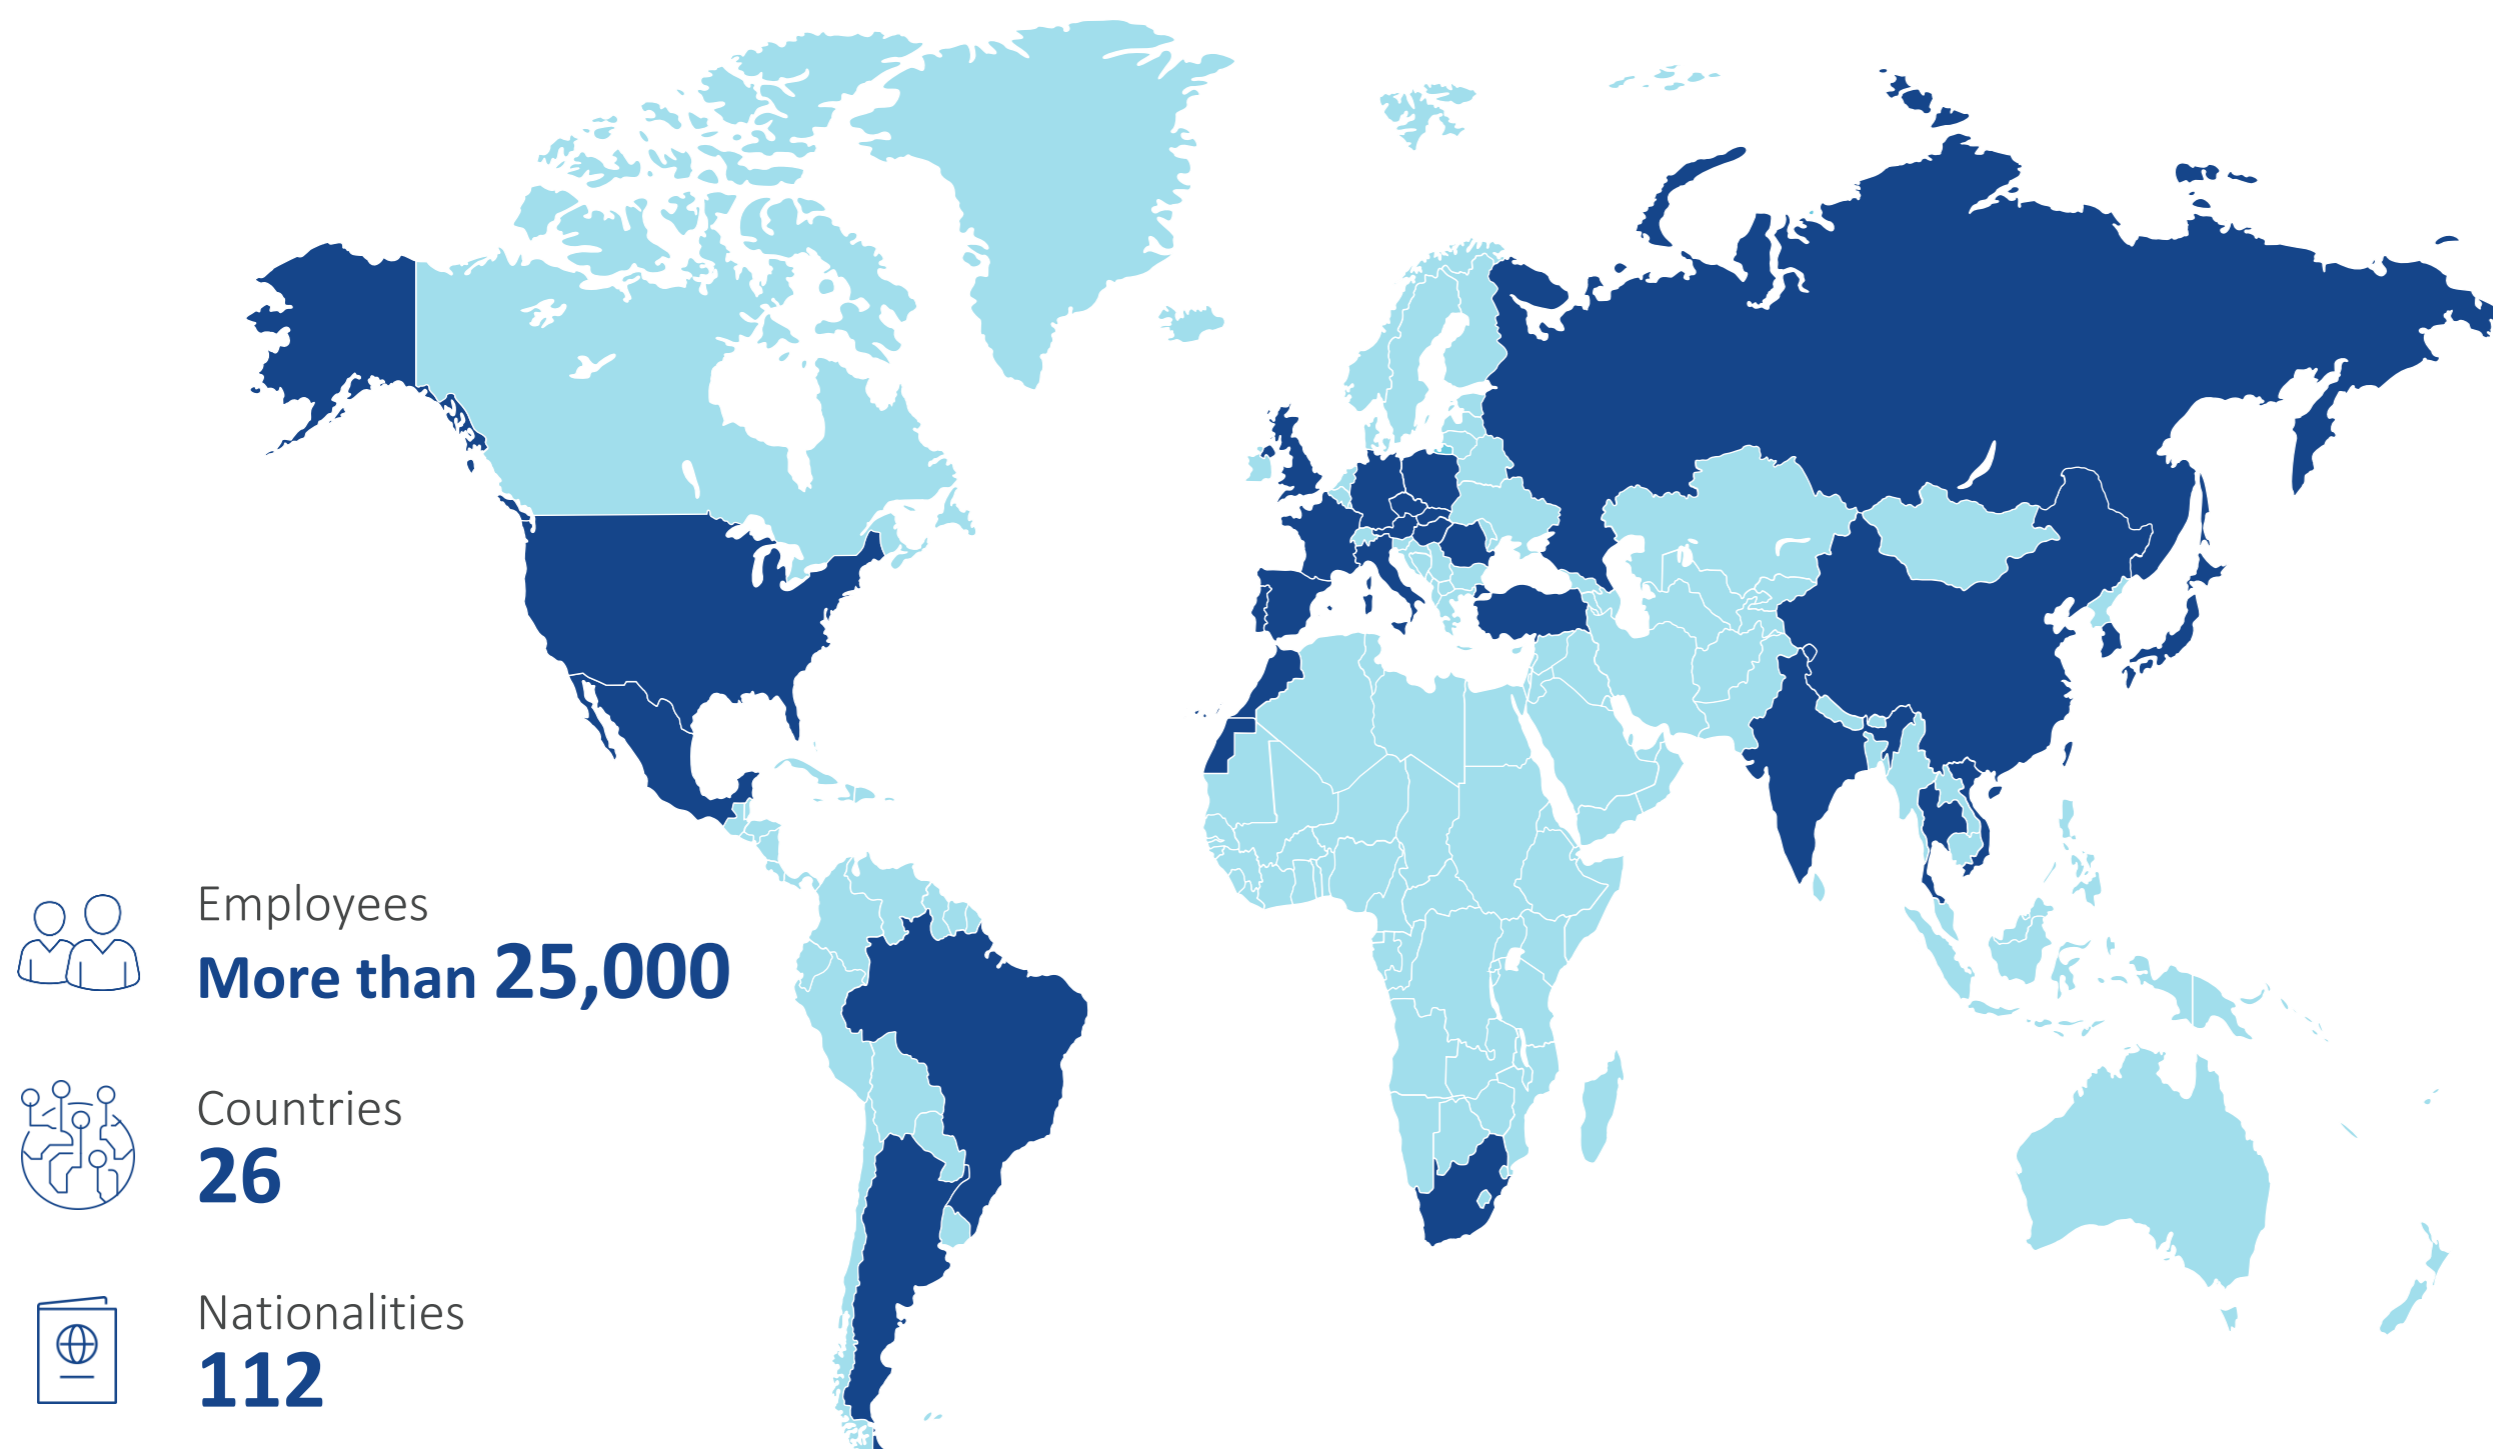 Employees
More than 25,000
Countries
26
Nationalities
112